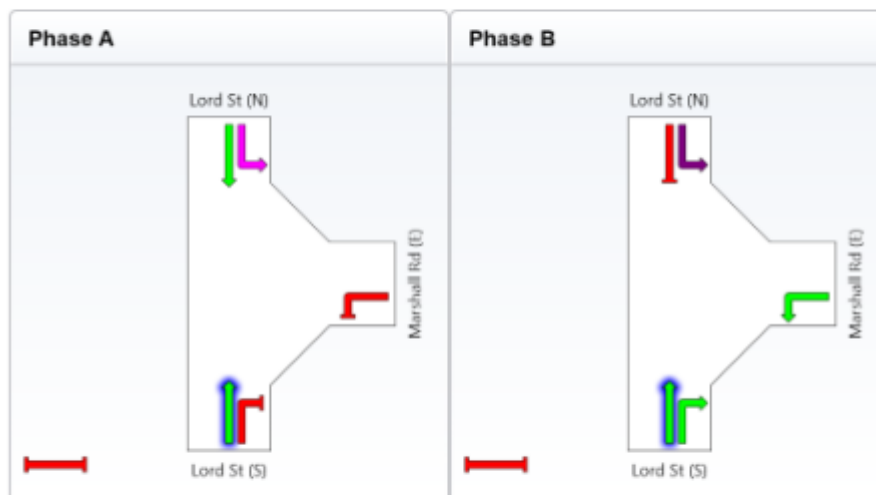 Phase A
Lord St (N)
Marshall Rd (E)
Lord St (S)
Phase B
Lord St (N)
Marshall Rd (E)
Lord St (S)